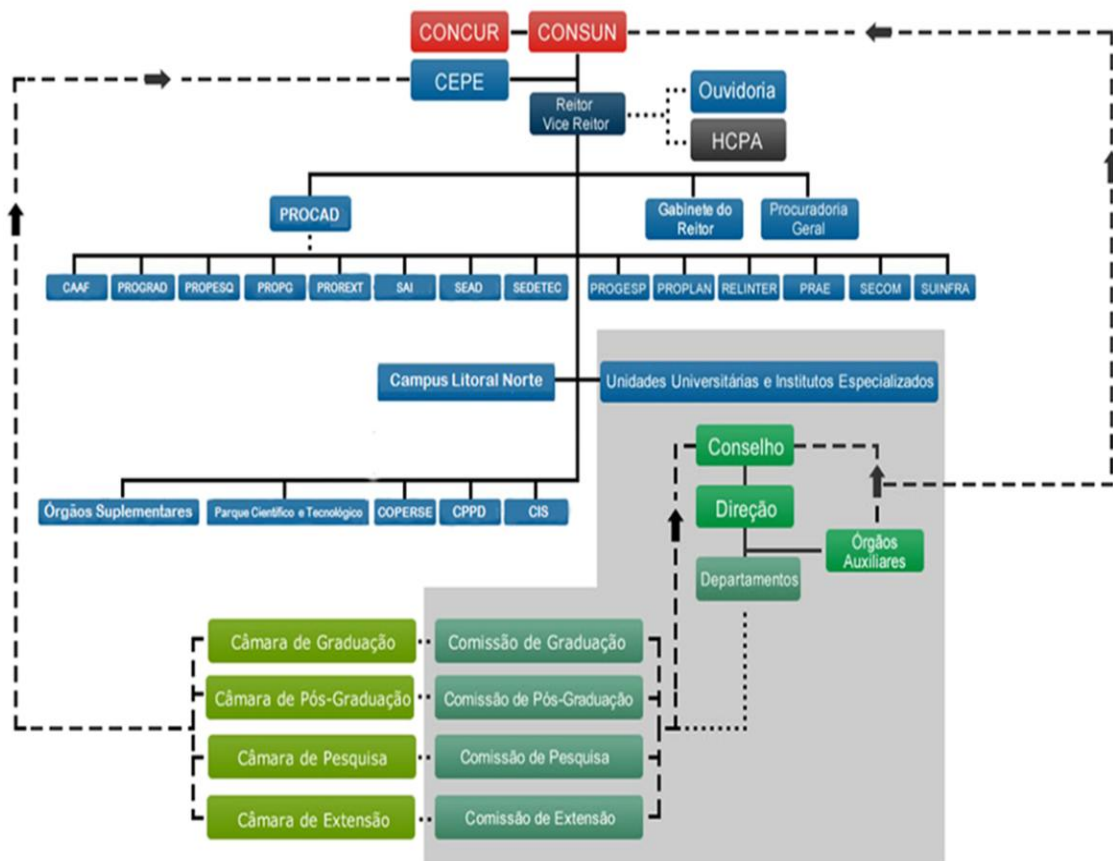 CONCUR
CONSUN
CEPE
Reitor
Vice Reitor
Ouvidoria
HCPA
PROCAD
Gabinete do
Reitor
Procuradoria
Geral
CAAF
PROGRAD
PROPESQ
PROPG
PROREXT
SAI
SEAD
SEDETEC
PROGESP
PROPLAN
RELINTER
PRAE
SECOM
SUINFRA
Campus Litoral Norte
Unidades Universitárias e Institutos Especializados
Conselho
Direção
Órgãos
Auxiliares
Departamentos
Órgãos Suplementares
Parque Científico e Tecnológico
COPERSE
CPPD
CIS
Câmara de Graduação
Comissão de Graduação
Câmara de Pós-Graduação
Comissão de Pós-Graduação
Câmara de Pesquisa
Comissão de Pesquisa
Câmara de Extensão
Comissão de Extensão